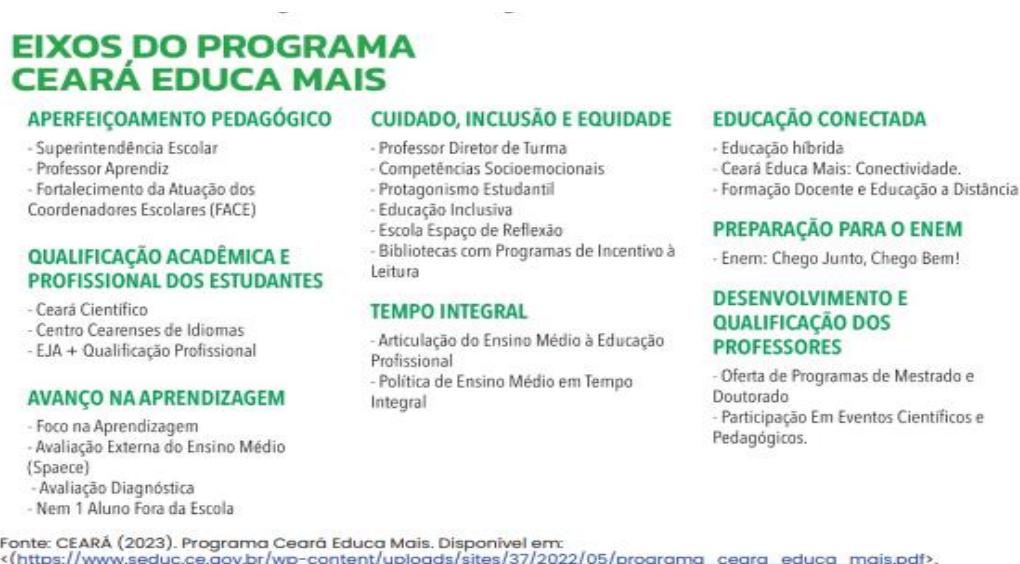 EIXOS DO PROGRAMA
CEARÁ EDUCA MAIS
APERFEIÇOAMENTO PEDAGÓGICO
- Superintendência Escolar
- Professor Aprendiz
- Fortalecimento da Atuação dos
Coordenadores Escolares (FACE)
QUALIFICAÇÃO ACADÊMICA E
PROFISSIONAL DOS ESTUDANTES
- Ceará Científico
- Centro Cearenses de Idiomas
- EJA + Qualificação Profissional
AVANÇO NA APRENDIZAGEM
- Foco na Aprendizagem
- Avaliação Externa do Ensino Médio
(Spaece)
- Avaliação Diagnóstica
- Nem 1 Aluno Fora da Escola
CUIDADO, INCLUSÃO E EQUIDADE
- Professor Diretor de Turma
- Competências Socioemocionais
- Protagonismo Estudantil
- Educação Inclusiva
- Escola Espaço de Reflexão
- Bibliotecas com Programas de Incentivo à
Leitura
TEMPO INTEGRAL
- Articulação do Ensino Médio à Educação
Profissional
- Política de Ensino Médio em Tempo
Integral
EDUCAÇÃO CONECTADA
- Educação híbrida
- Ceará Educa Mais: Conectividade.
- Formação Docente e Educação a Distância
PREPARAÇÃO PARA O ENEM
- Enem: Chego Junto, Chego Bem!
DESENVOLVIMENTO E
QUALIFICAÇÃO DOS
PROFESSORES
- Oferta de Programas de Mestrado e
Doutorado
- Participação Em Eventos Científicos e
Pedagógicos.
Fonte: CEARÁ (2023). Programa Ceará Educa Mais. Disponível em:
<(https://www.seduc.ce.gov.br/wp-content/uploads/sites/37/2022/05/programa_ceara_educa_mais.pdf>.